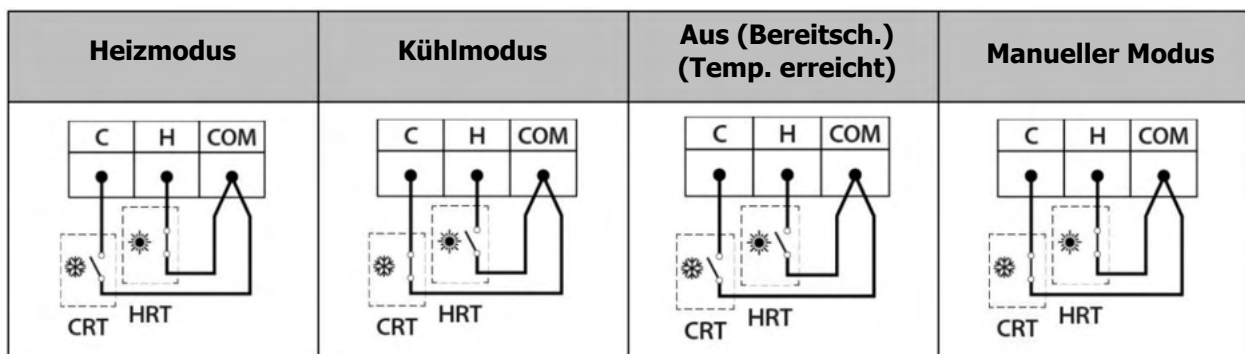 Heizmodus
Kühlmodus
Aus (Bereitsch.)
(Temp. erreicht)
Manueller Modus
C H COM
CRT HRT
C H COM
CRT HRT
C H COM
CRT HRT
C H COM
CRT HRT